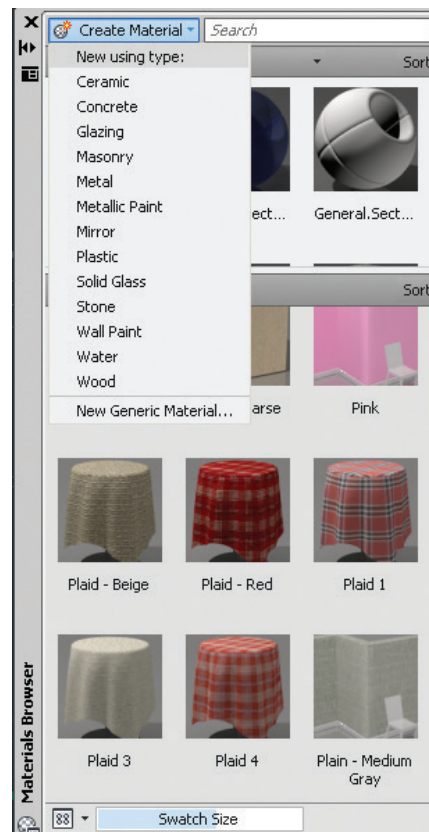 Create Material
Search
New using type:
Sort
Ceramic
Concrete
Glazing
Masonry
Metal
Metallic Paint
Mirror
Plastic
Solid Glass
Stone
Wall Paint
Water
Wood
New Generic Material...
ect...
General.Sect...
Sort
arse
Pink
Plaid - Beige
Plaid - Red
Plaid 1
Plaid 3
Plaid 4
Plain - Medium
Gray
Materials Browser
Swatch Size